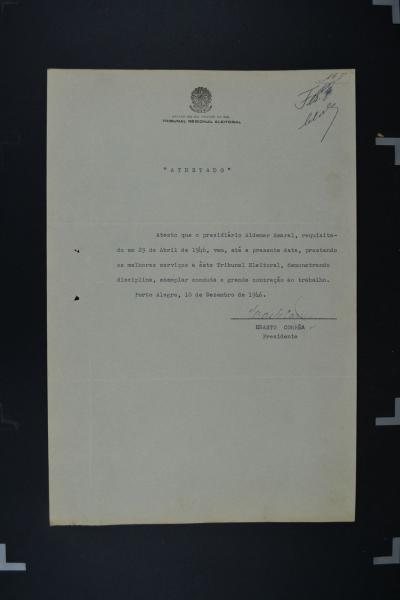 TRIBUNAL REGIONAL ELEITORAL
"ATESTADO"
Atesto que o presidiário Aldemar Amaral, requisita-
do em 23 de Abril de 1946, vem, até a presente data, prestando
os melhores serviços a êste Tribunal Eleitoral, demonstrando
disciplina, exemplar conduta e grande
ao trabalho.
Porto Alegre, 10 de Dezembro de 1946.
ERASTO CORRÊA
Presidente